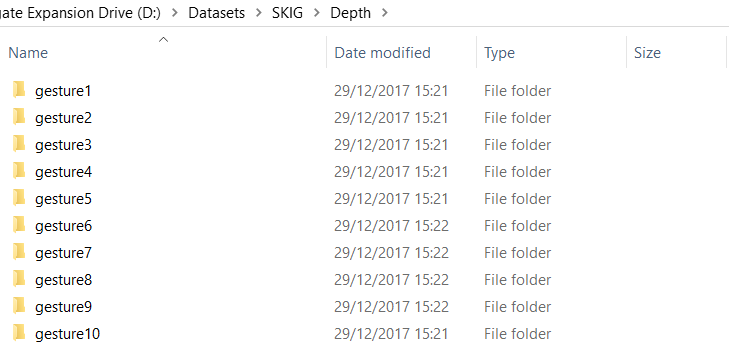 gate Expansion Drive (D:) > Datasets > SKIG > Depth >
Name Date modified Type Size
gesture1 29/12/2017 15:21 File folder
gesture2 29/12/2017 15:21 File folder
gesture3 29/12/2017 15:21 File folder
gesture4 29/12/2017 15:21 File folder
gesture5 29/12/2017 15:21 File folder
gesture6 29/12/2017 15:22 File folder
gesture7 29/12/2017 15:22 File folder
gesture8 29/12/2017 15:22 File folder
gesture9 29/12/2017 15:22 File folder
gesture10 29/12/2017 15:21 File folder